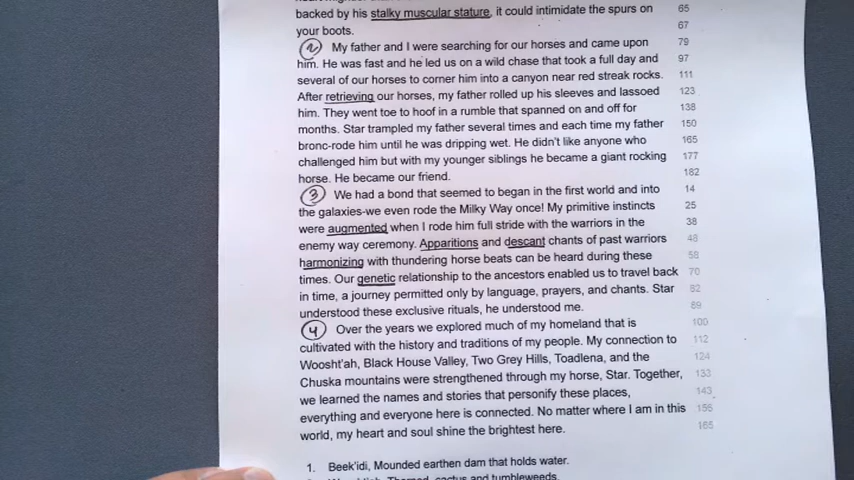 backed by his stalky muscular stature, it could intimidate the spurs on 65
your boots. 67
2 My father and I were searching for our horses and came upon 79
him. He was fast and he led us on a wild chase that took a full day and 97
several of our horses to corner him into a canyon near red streak rocks. 111
After retrieving our horses, my father rolled up his sleeves and lassoed 123
him. They went toe to hoof in a rumble that spanned on and off for 138
months. Star trampled my father several times and each time my father 150
bronc-rode him until he was dripping wet. He didn't like anyone who 165
challenged him but with my younger siblings he became a giant rocking 177
horse. He became our friend. 182
3 We had a bond that seemed to began in the first world and into 14
the galaxies-we even rode the Milky Way once! My primitive instincts 25
were augmented when I rode him full stride with the warriors in the 38
enemy way ceremony. Apparitions and descant chants of past warriors 48
harmonizing with thundering horse beats can be heard during these 58
times. Our genetic relationship to the ancestors enabled us to travel back 70
in time, a journey permitted only by language, prayers, and chants. Star 82
understood these exclusive rituals, he understood me. 89
4 Over the years we explored much of my homeland that is 100
cultivated with the history and traditions of my people. My connection to 112
Woosht'ah, Black House Valley, Two Grey Hills, Toadlena, and the 124
Chuska mountains were strengthened through my horse, Star. Together, 133
we learned the names and stories that personify these places, 143
everything and everyone here is connected. No matter where I am in this 156
world, my heart and soul shine the brightest here. 165
1. Beek'idi, Mounded earthen dam that holds water.
cactus and tumbleweeds.